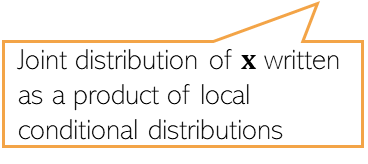 Joint distribution of x written
as a product of local
conditional distributions